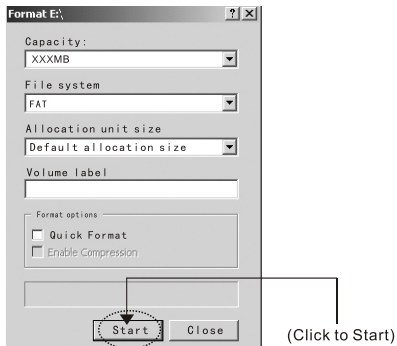 Format E:\
? X
Capacity:
XXXMB
File system
FAT
Allocation unit size
Default allocation size
Volume label
Format options
Quick Format
Enable Compression
Start Close
(Click to Start)